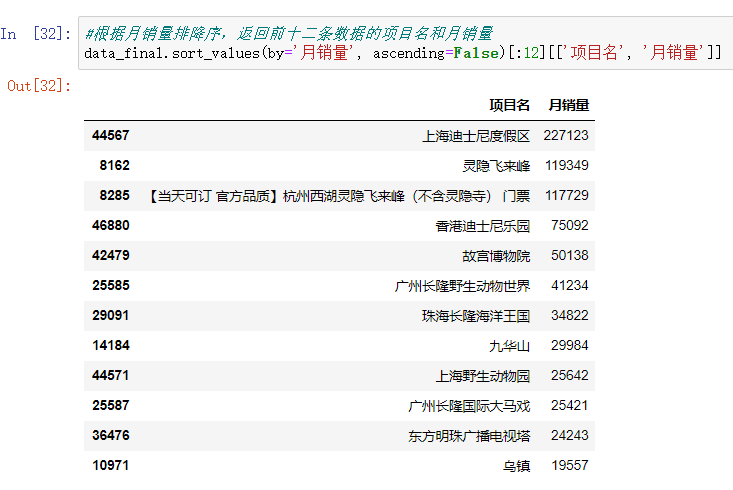 In [32]: #根据月销量排降序，返回前十二条数据的项目名和月销量
data_final.sort_values(by='月销量', ascending=False)[:12][['项目名', '月销量']]
Out[32]:
项目名 月销量
44567 上海迪士尼度假区 227123
8162 灵隐飞来峰 119349
8285 【当天可订 官方品质】杭州西湖灵隐飞来峰（不含灵隐寺） 门票 117729
46880 香港迪士尼乐园 75092
42479 故宫博物院 50138
25585 广州长隆野生动物世界 41234
29091 珠海长隆海洋王国 34822
14184 九华山 29984
44571 上海野生动物园 25642
25587 广州长隆国际大马戏 25421
36476 东方明珠广播电视塔 24243
10971 乌镇 19557